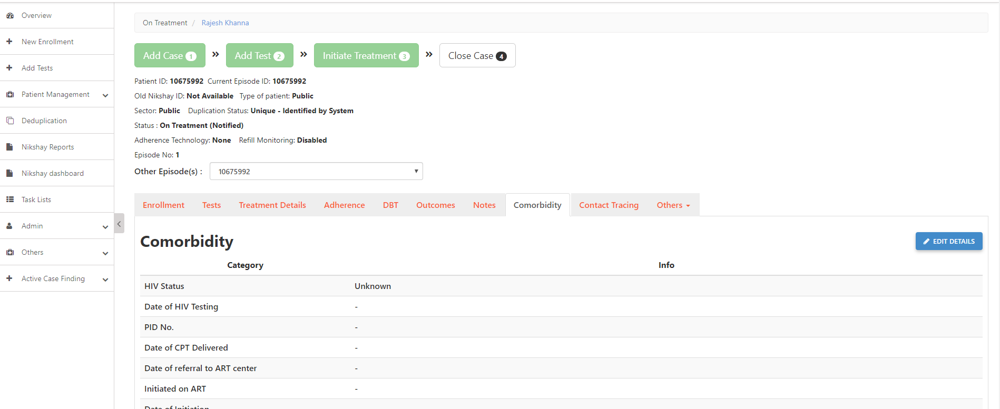 Overview
New Enrollment
Add Tests
Patient Management
Deduplication
Nikshay Reports
Nikshay dashboard
Task Lists
Admin
Others
Active Case Finding
On Treatment / Rajesh Khanna
Add Case 1 » Add Test 2 » Initiate Treatment 3 » Close Case 4
Patient ID: 10675992 Current Episode ID: 10675992
Old Nikshay ID: Not Available Type of patient: Public
Sector: Public Duplication Status: Unique - Identified by System
Status : On Treatment (Notified)
Adherence Technology: None Refill Monitoring: Disabled
Episode No: 1
Other Episode(s) : 10675992
Enrollment Tests Treatment Details Adherence DBT Outcomes Notes Comorbidity Contact Tracing Others
Comorbidity EDIT DETAILS
Category Info
HIV Status Unknown
Date of HIV Testing -
PID No. -
Date of CPT Delivered -
Date of referral to ART center -
Initiated on ART -
Date of Initiation